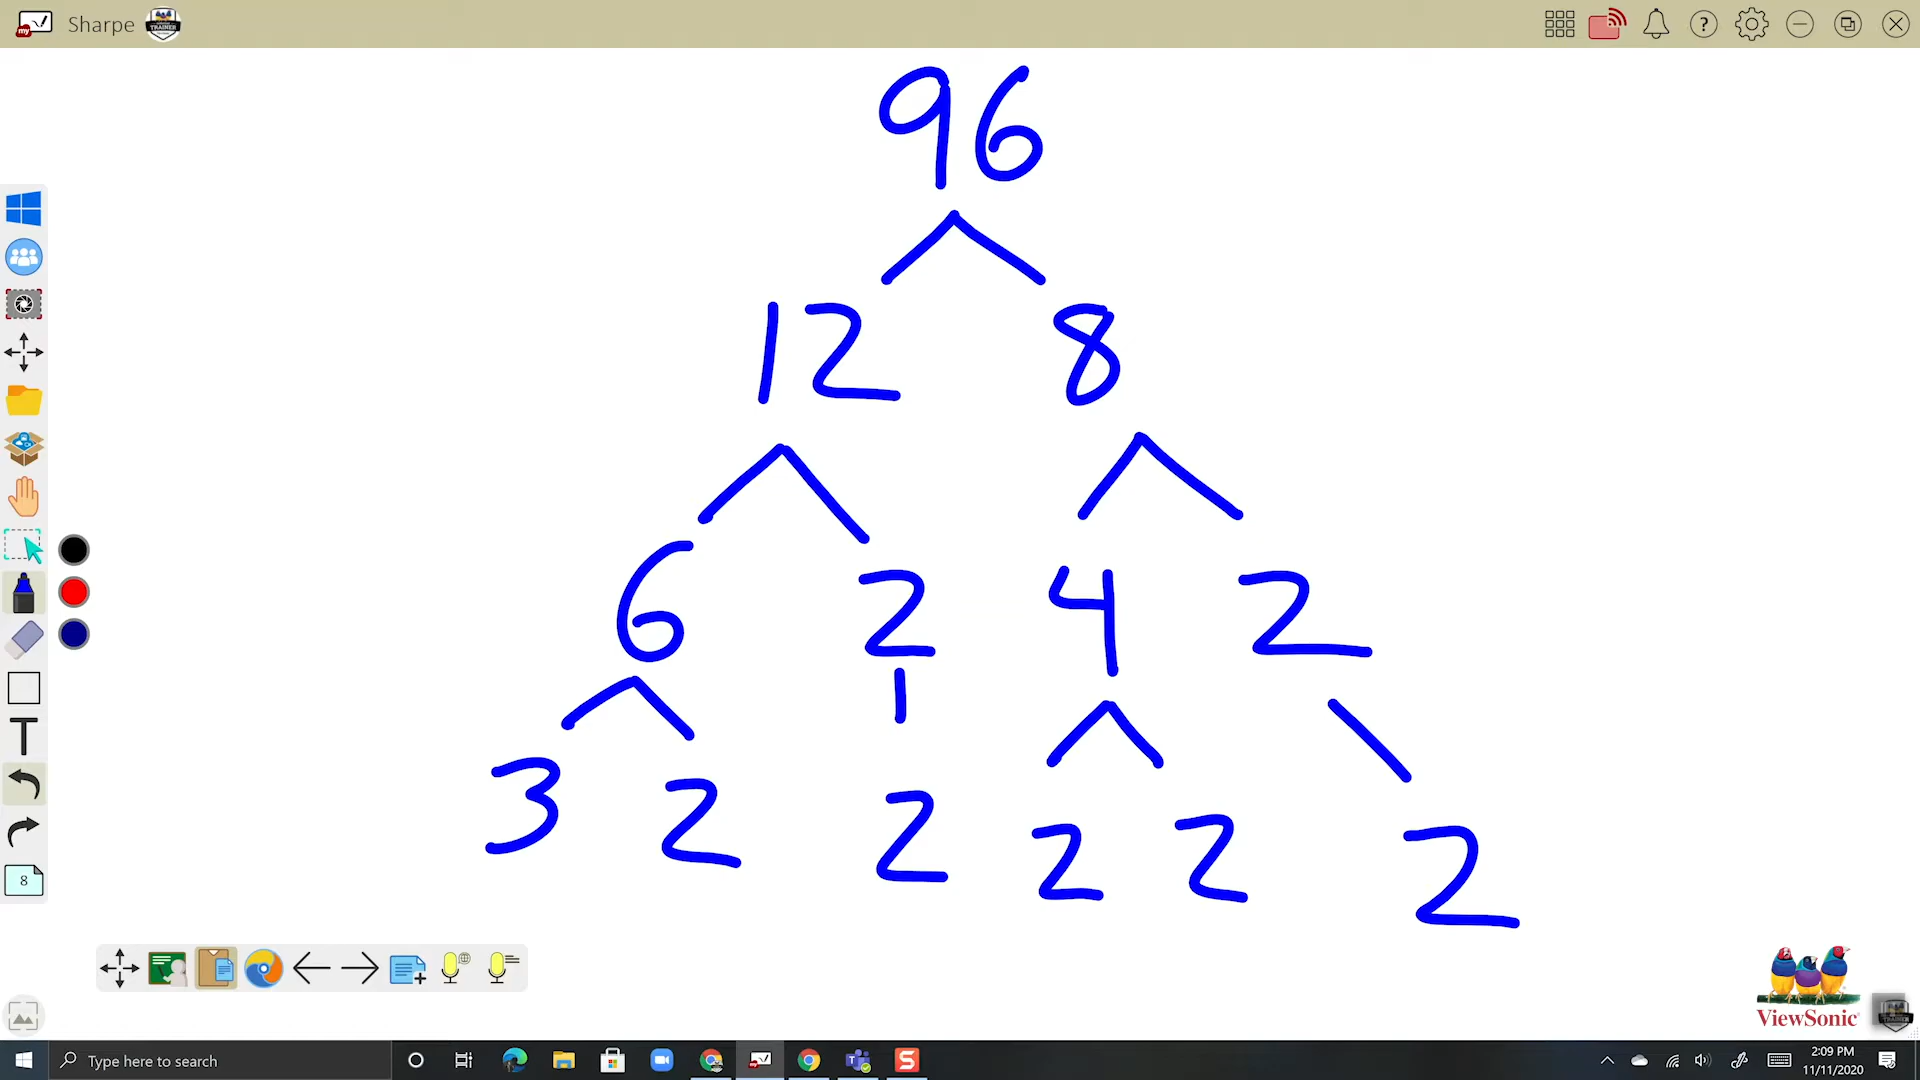 Sharpe
96
12 8
6 2 4 2
3 2 2 2 2 2
T
8
ViewSonic
Type here to search
2:09 PM
11/11/2020